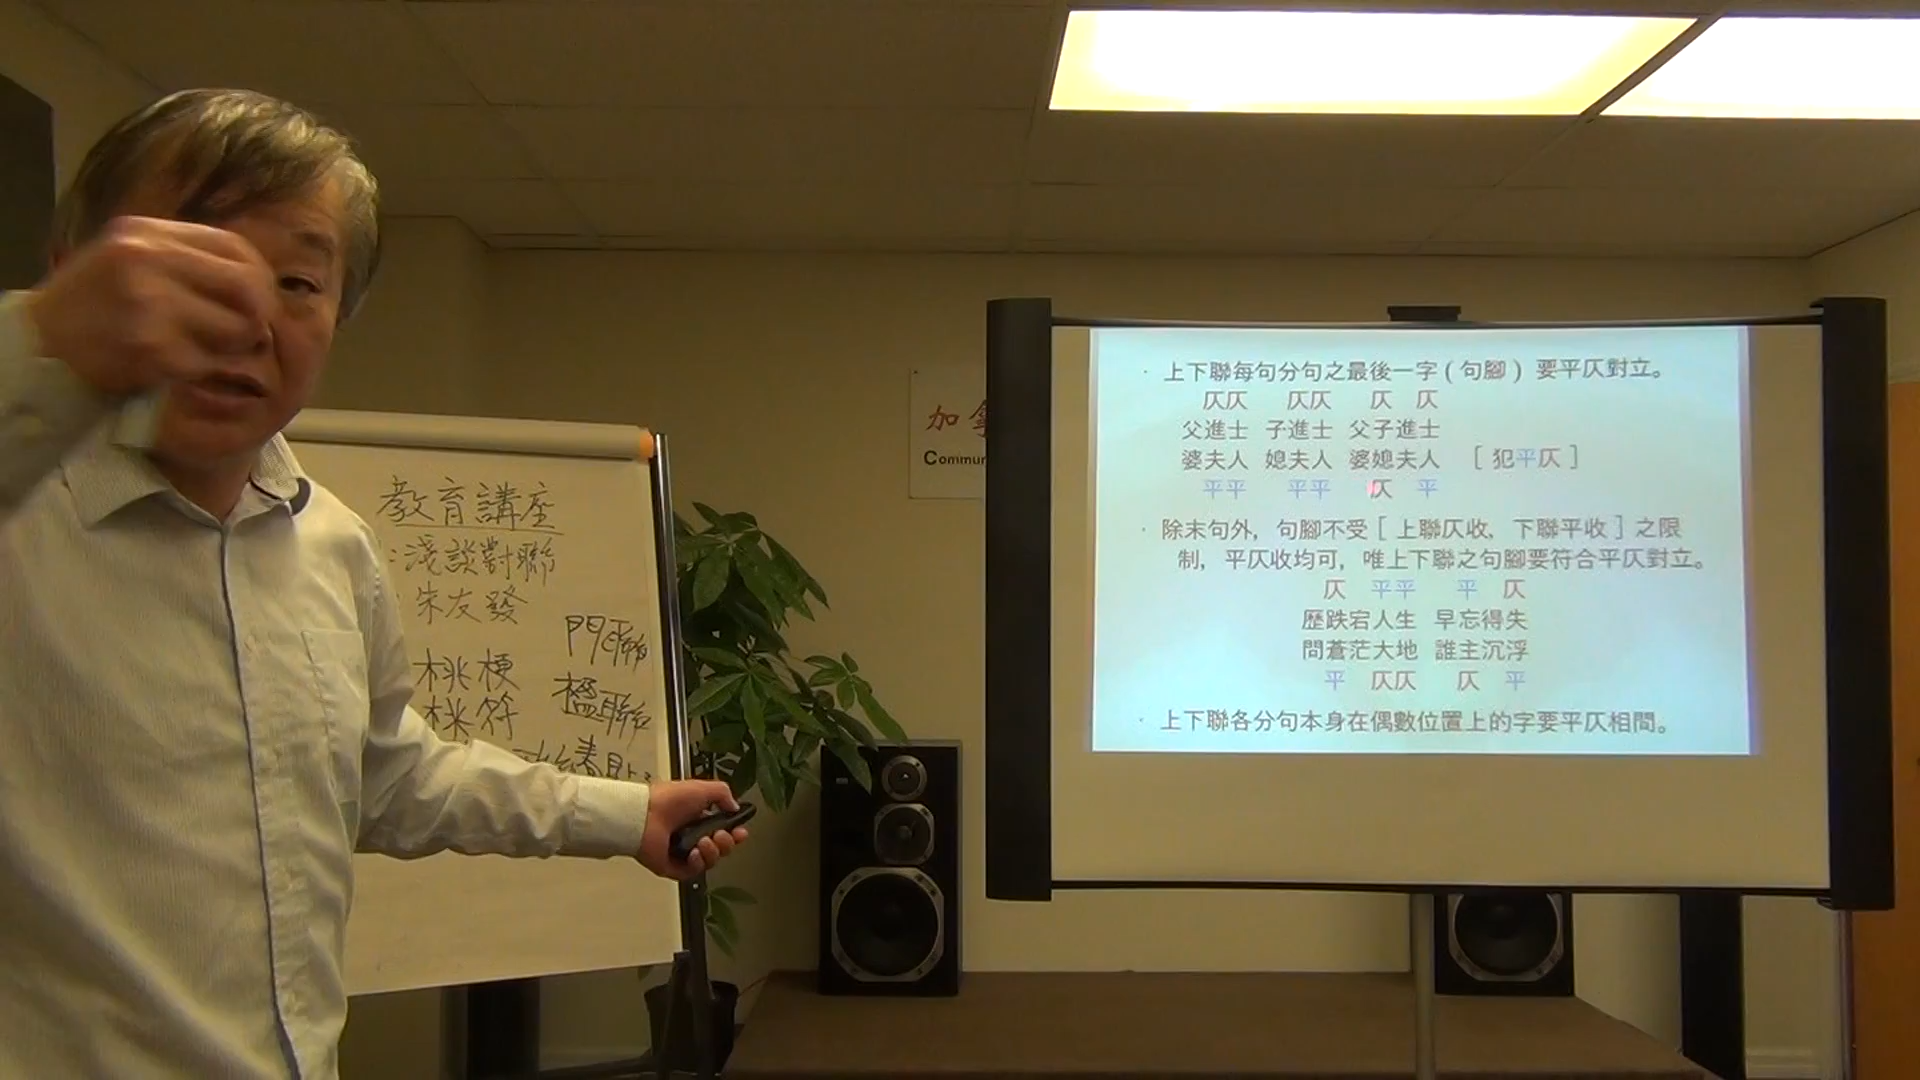 教育講座
:淺談對聯
:朱友發
門聯
桃梗
楹聯
桃符
加拿
Commun
· 上下聯每句分句之最後一字(句腳) 要平仄對立。
仄仄 仄仄 仄 仄
父進士 子進士 父子進士
婆夫人 媳夫人 婆媳夫人 [犯平仄]
平平 平平 仄 平
· 除末句外,句腳不受[上聯仄收,下聯平收]之限
制,平仄收均可,唯上下聯之句腳要符合平仄對立。
仄 平平 平 仄
歷跌宕人生 早忘得失
問蒼茫大地 誰主沉浮
平 仄仄 仄 平
· 上下聯各分句本身在偶數位置上的字要平仄相間。